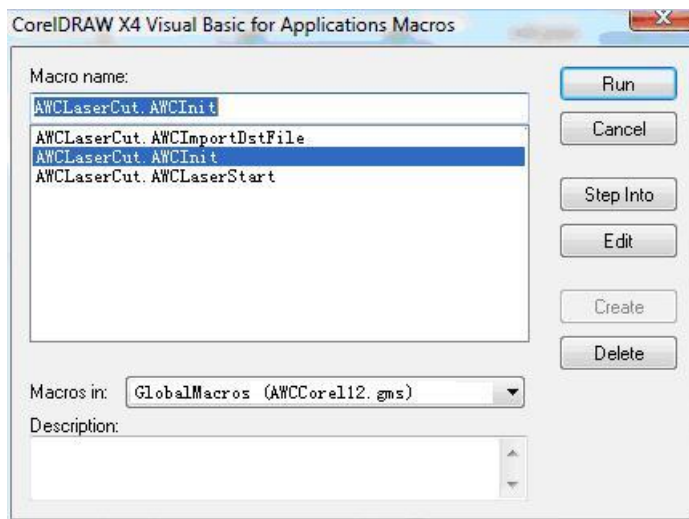 CorelDRAW X4 Visual Basic for Applications Macros
Macro name:
AWCLaserCut.AWCInit
AWCLaserCut.AWCImportDstFile
AWCLaserCut.AWCInit
AWCLaserCut.AWCLaserStart
Run
Cancel
Step Into
Edit
Create
Delete
Macros in:
GlobalMacros (AWCCorel12.gms)
Description: